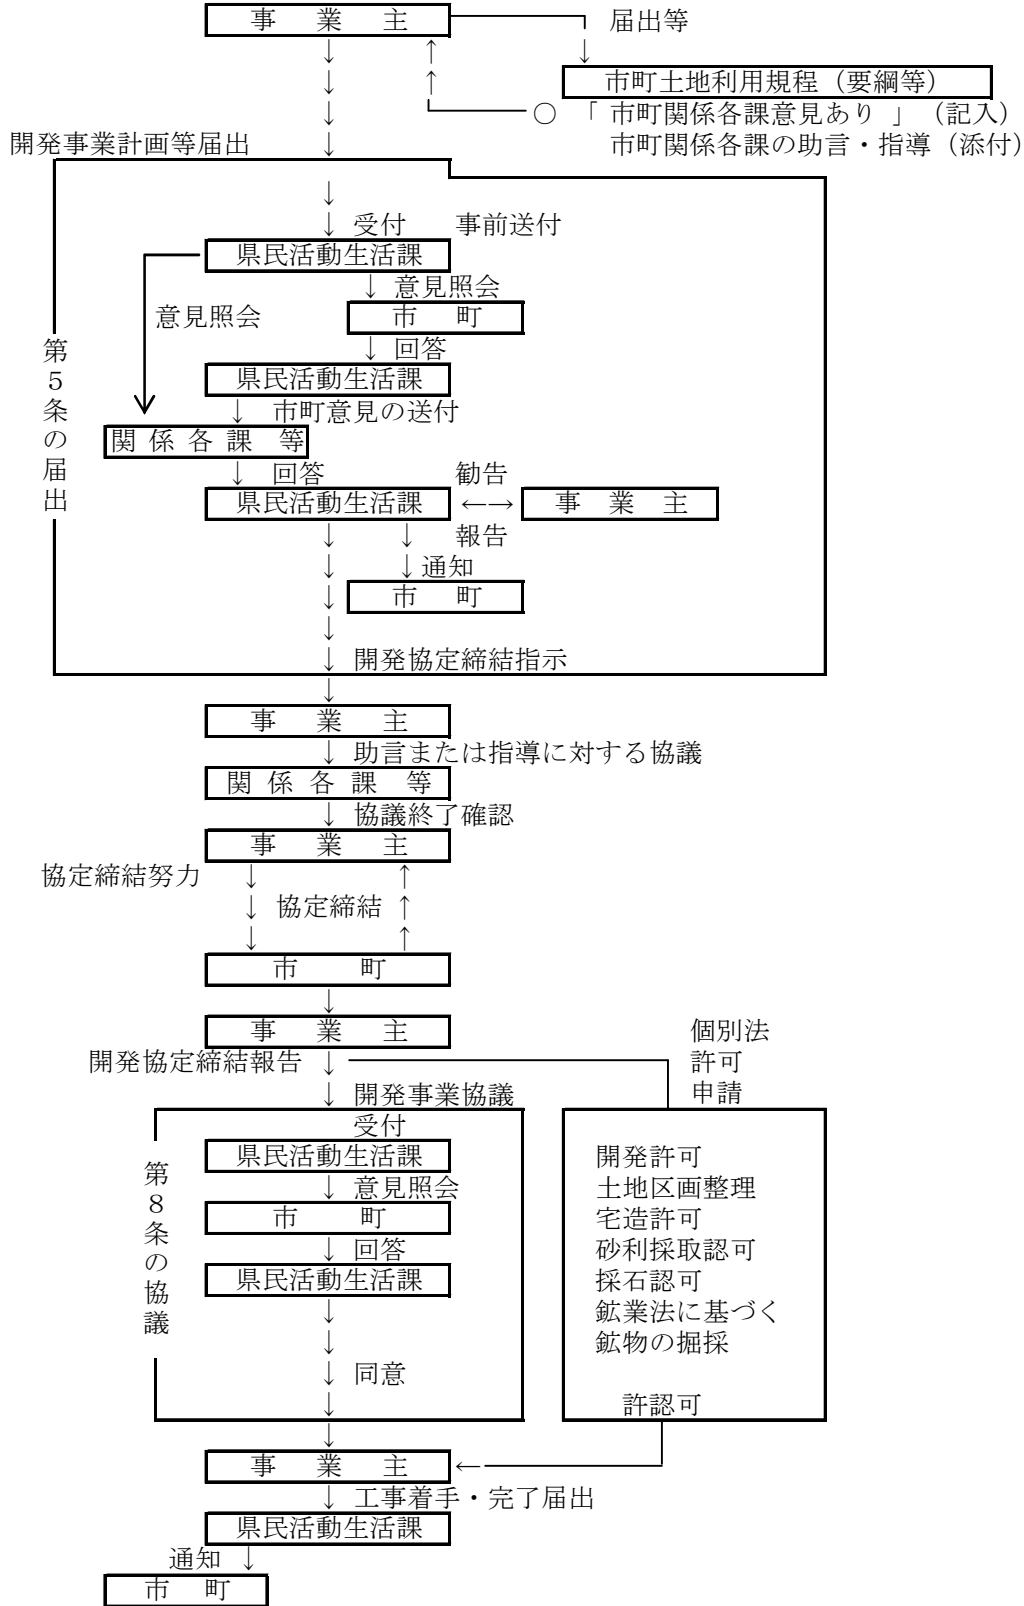 事　業　主
届出等
市町土地利用規程（要綱等）
○　「 市町関係各課意見あり 」（記入）
市町関係各課の助言・指導（添付）
開発事業計画等届出
受付　事前送付
県民活動生活課
意見照会
意見照会
市　町
回答
第５条の届出
県民活動生活課
市町意見の送付
関 係 各 課　等
回答
勧告
県民活動生活課
←→
事　業　主
報告
通知
市　町
開発協定締結指示
事　業　主
助言または指導に対する協議
関 係 各 課 等
協議終了確認
事　業　主
協定締結努力
協定締結
市　町
事　業　主
個別法
許可
申請
開発協定締結報告
開発事業協議
受付
県民活動生活課
意見照会
市　町
回答
県民活動生活課
同意
第８条の協議
開発許可
土地区画整理
宅造許可
砂利採取認可
採石認可
鉱業法に基づく
鉱物の掘採
許認可
事　業　主
工事着手・完了届出
県民活動生活課
通知
市　町